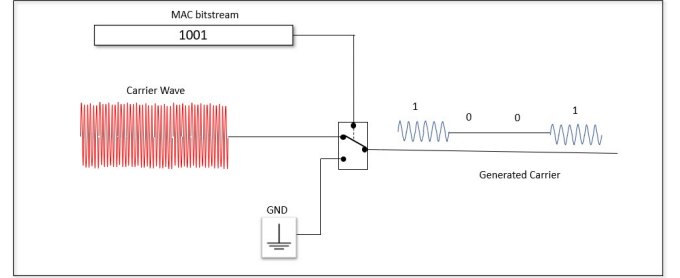 MAC bitstream
1001
Carrier Wave
1
0
0
1
Generated Carrier
GND